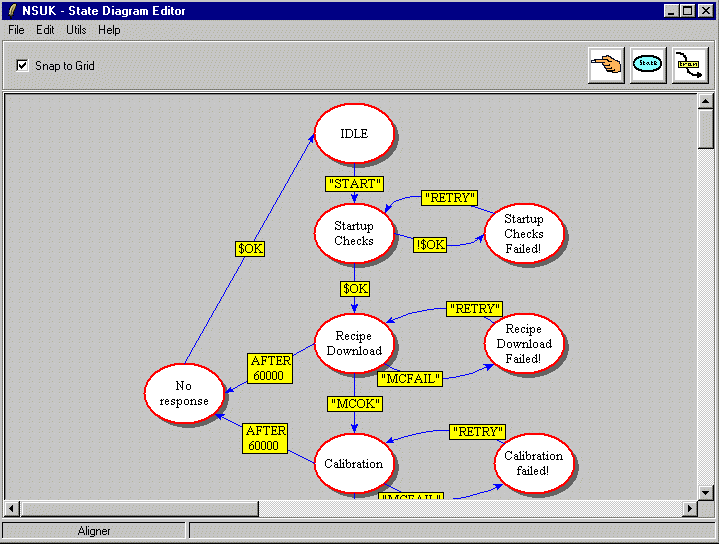 NSUK - State Diagram Editor
File Edit Utils Help
Snap to Grid
State
IDLE
"START"
"RETRY"
Startup
Checks
Startup
Checks
Failed!
!$OK
$OK
$OK
"RETRY"
Recipe
Download
Recipe
Download
Failed!
AFTER
60000
"MCFAIL"
No
response
"MCOK"
AFTER
60000
"RETRY"
Calibration
Calibration
failed!
"MCFAIL"
Aligner